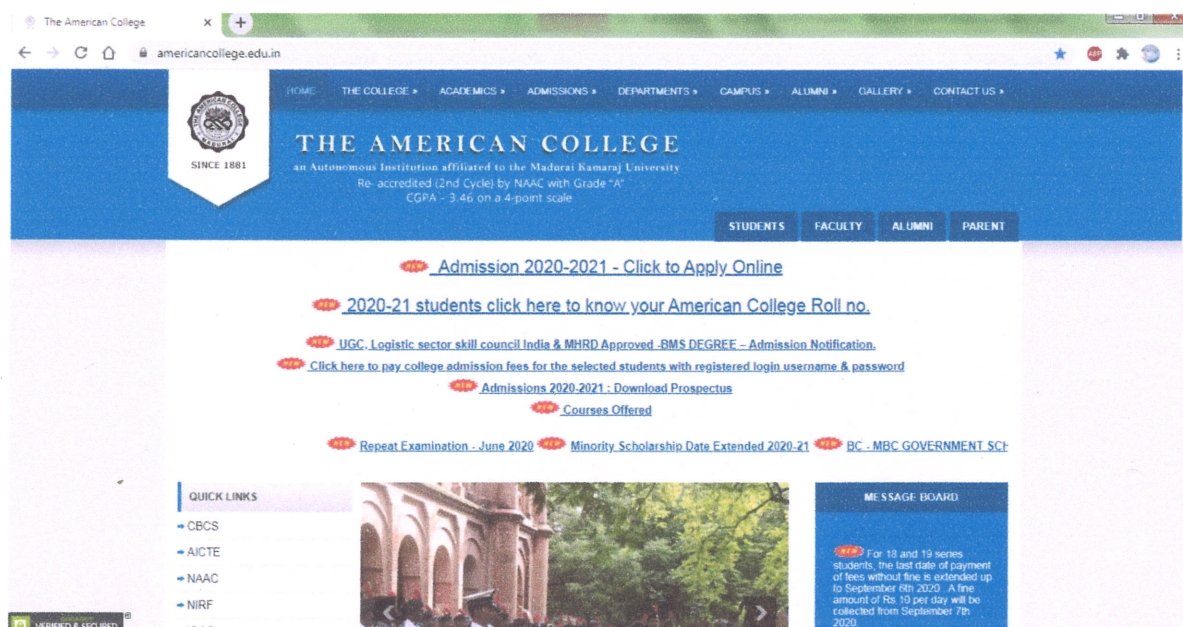 The American College
americancollege.edu.in
ABP
HOME THE COLLEGE » ACADEMICS » ADMISSIONS » DEPARTMENTS » CAMPUS » ALUMNI » GALLERY » CONTACT US »
THE AMERICAN COLLEGE
MADURAI
SINCE 1881
THE AMERICAN COLLEGE
an Autonomous Institution affiliated to the Madurai Kamaraj University
Re- accredited (2nd Cycle) by NAAC with Grade "A"
CGPA – 3.46 on a 4-point scale
STUDENTS FACULTY ALUMNI PARENT
NEW Admission 2020-2021 - Click to Apply Online
NEW 2020-21 students click here to know your American College Roll no.
NEW UGC, Logistic sector skill council India & MHRD Approved -BMS DEGREE – Admission Notification.
NEW Click here to pay college admission fees for the selected students with registered login username & password
NEW Admissions 2020-2021 : Download Prospectus
NEW Courses Offered
NEW Repeat Examination - June 2020 NEW Minority Scholarship Date Extended 2020-21 NEW BC - MBC GOVERNMENT SCH
QUICK LINKS
CBCS
AICTE
NAAC
NIRF
MESSAGE BOARD
NEW For 18 and 19 series
students, the last date of payment
of fees without fine is extended up
to September 6th 2020. A fine
amount of Rs.10 per day will be
collected from September 7th
2020.
VERIFIED & SECURED